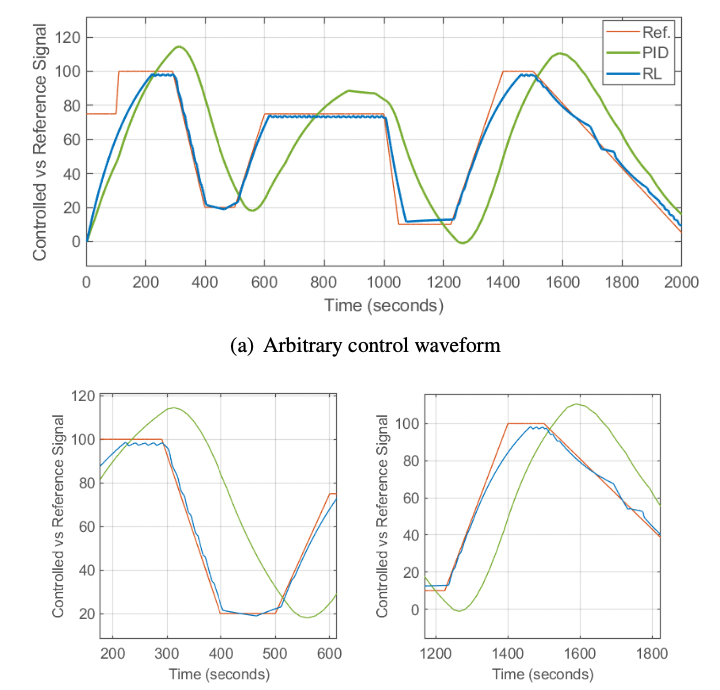 Controlled vs Reference Signal
120
100
80
60
40
20
0
Ref.
PID
RL
0 200 400 600 800 1000 1200 1400 1600 1800 2000
Time (seconds)
(a) Arbitrary control waveform
Controlled vs Reference Signal
120
100
80
60
40
20
200 300 400 500 600
Time (seconds)
Controlled vs Reference Signal
100
80
60
40
20
0
1200 1400 1600 1800
Time (seconds)